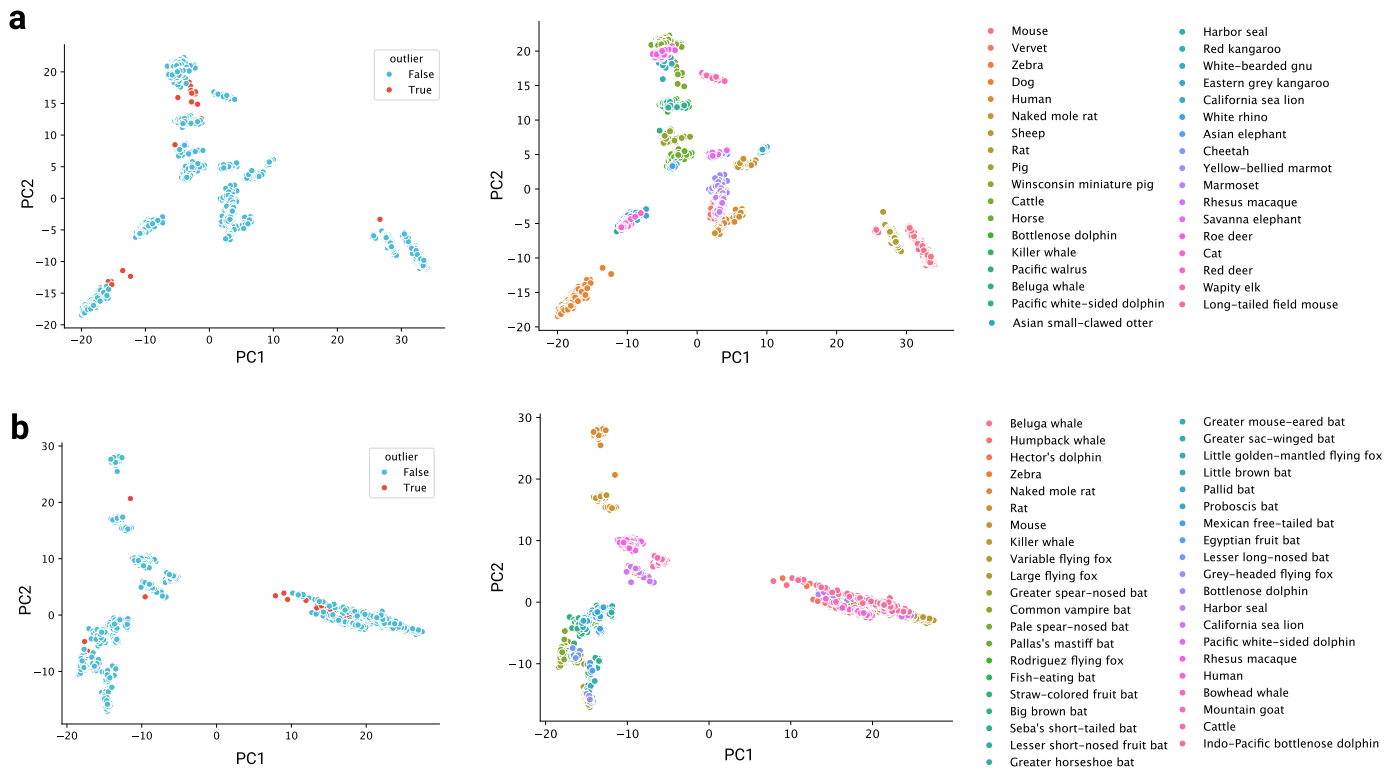 a
outlier
False
True
PC2
20
15
10
5
0
−5
−10
−15
−20
−20
−10
0
10
20
30
PC1
PC2
20
15
10
5
0
−5
−10
−15
−20
−20
−10
0
10
20
30
PC1
Mouse
Vervet
Zebra
Dog
Human
Naked mole rat
Sheep
Rat
Pig
Winsconsin miniature pig
Cattle
Horse
Bottlenose dolphin
Killer whale
Pacific walrus
Beluga whale
Pacific white-sided dolphin
Asian small-clawed otter
Harbor seal
Red kangaroo
White-bearded gnu
Eastern grey kangaroo
California sea lion
White rhino
Asian elephant
Cheetah
Yellow-bellied marmot
Marmoset
Rhesus macaque
Savanna elephant
Roe deer
Cat
Red deer
Wapity elk
Long-tailed field mouse
b
outlier
False
True
PC2
30
20
10
0
−10
−20
−10
0
10
20
PC1
PC2
30
20
10
0
−10
−20
−10
0
10
20
PC1
Beluga whale
Humpback whale
Hector's dolphin
Zebra
Naked mole rat
Rat
Mouse
Killer whale
Variable flying fox
Large flying fox
Greater spear-nosed bat
Common vampire bat
Pale spear-nosed bat
Pallas's mastiff bat
Rodriguez flying fox
Fish-eating bat
Straw-colored fruit bat
Big brown bat
Seba's short-tailed bat
Lesser short-nosed fruit bat
Greater horseshoe bat
Greater mouse-eared bat
Greater sac-winged bat
Little golden-mantled flying fox
Little brown bat
Pallid bat
Proboscis bat
Mexican free-tailed bat
Egyptian fruit bat
Lesser long-nosed bat
Grey-headed flying fox
Bottlenose dolphin
Harbor seal
California sea lion
Pacific white-sided dolphin
Rhesus macaque
Human
Bowhead whale
Mountain goat
Cattle
Indo-Pacific bottlenose dolphin